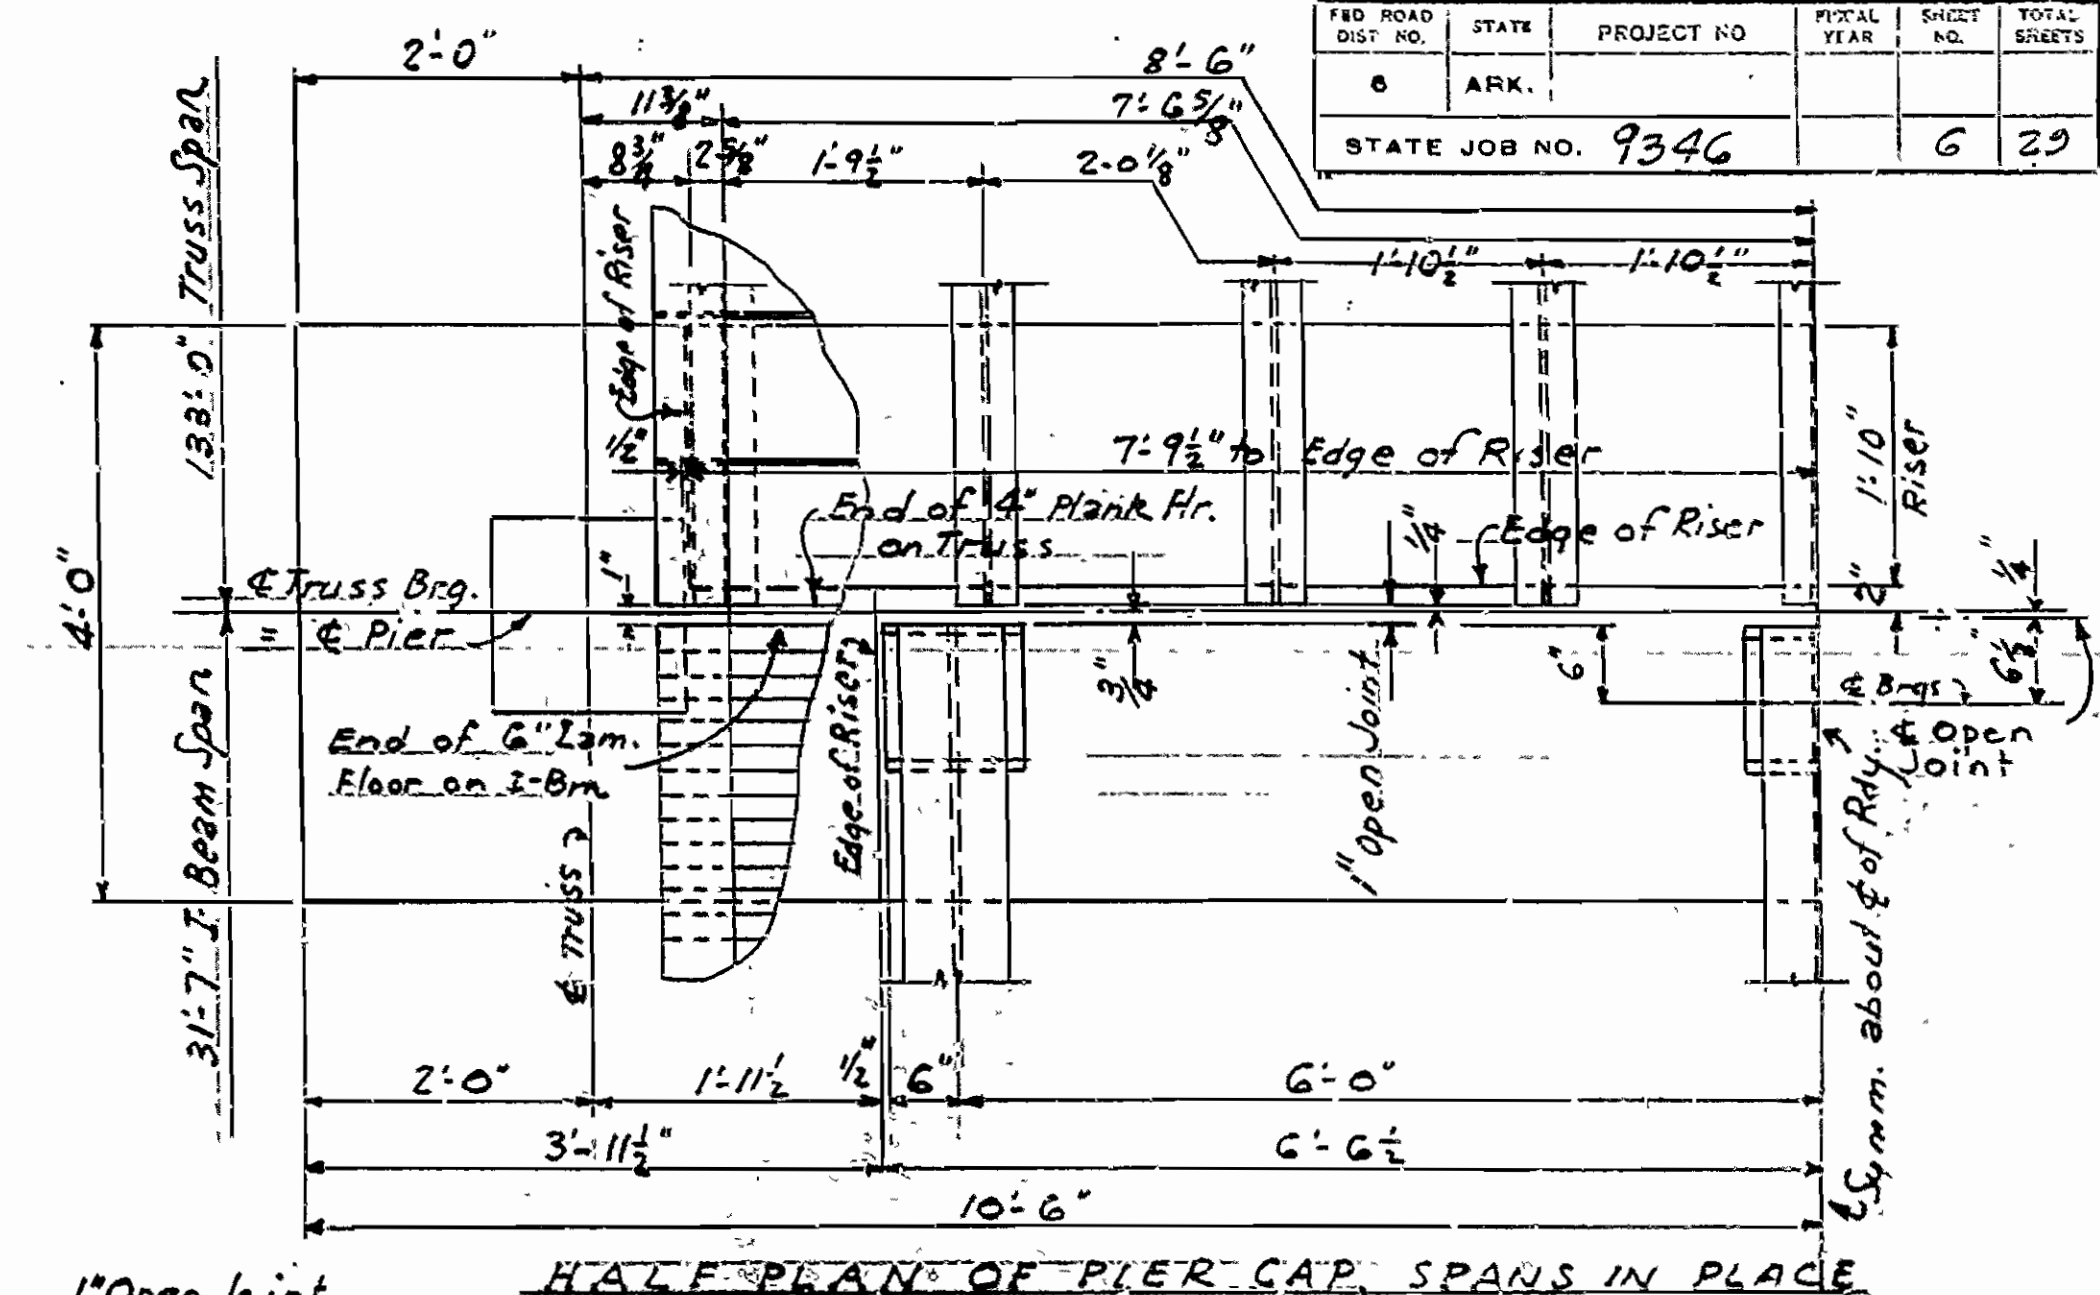 FED ROAD DIST NO.
STATE
PROJECT NO
FISCAL YEAR
SHEET NO.
TOTAL SHEETS
6
ARK.
STATE JOB NO. 9346
6
29
2'-0"
8'-6"
11 3/8"
7'-6 5/8"
8 3/4"
2 5/8"
1'-9 1/2"
2'-0 1/8"
1'-10 1/2"
1'-10 1/2"
133'-0" Truss Span
Edge of Riser
1/2"
7'-9 1/2" to Edge of Riser
1'-10"
Riser
End of 4" Plank Flr.
on Truss
1/4"
Edge of Riser
4'-0"
1"
2"
1/4"
℄ Truss Brg.
= ℄ Pier
3/4"
6"
6 1/2"
℄ Brgs
℄ Open
Joint
End of 6" Lam.
Floor on I-Bm
Edge of Riser
1" Open Joint
31'-7" I-Beam Span
℄ Truss
℄ Symm. about ℄ of Rdy.
2'-0"
1'-11 1/2
1/2"
6"
6'-0"
3'-11 1/2"
6'-6 1/2
10'-6"
1" Open Joint
HALF PLAN OF PIER CAP, SPANS IN PLACE